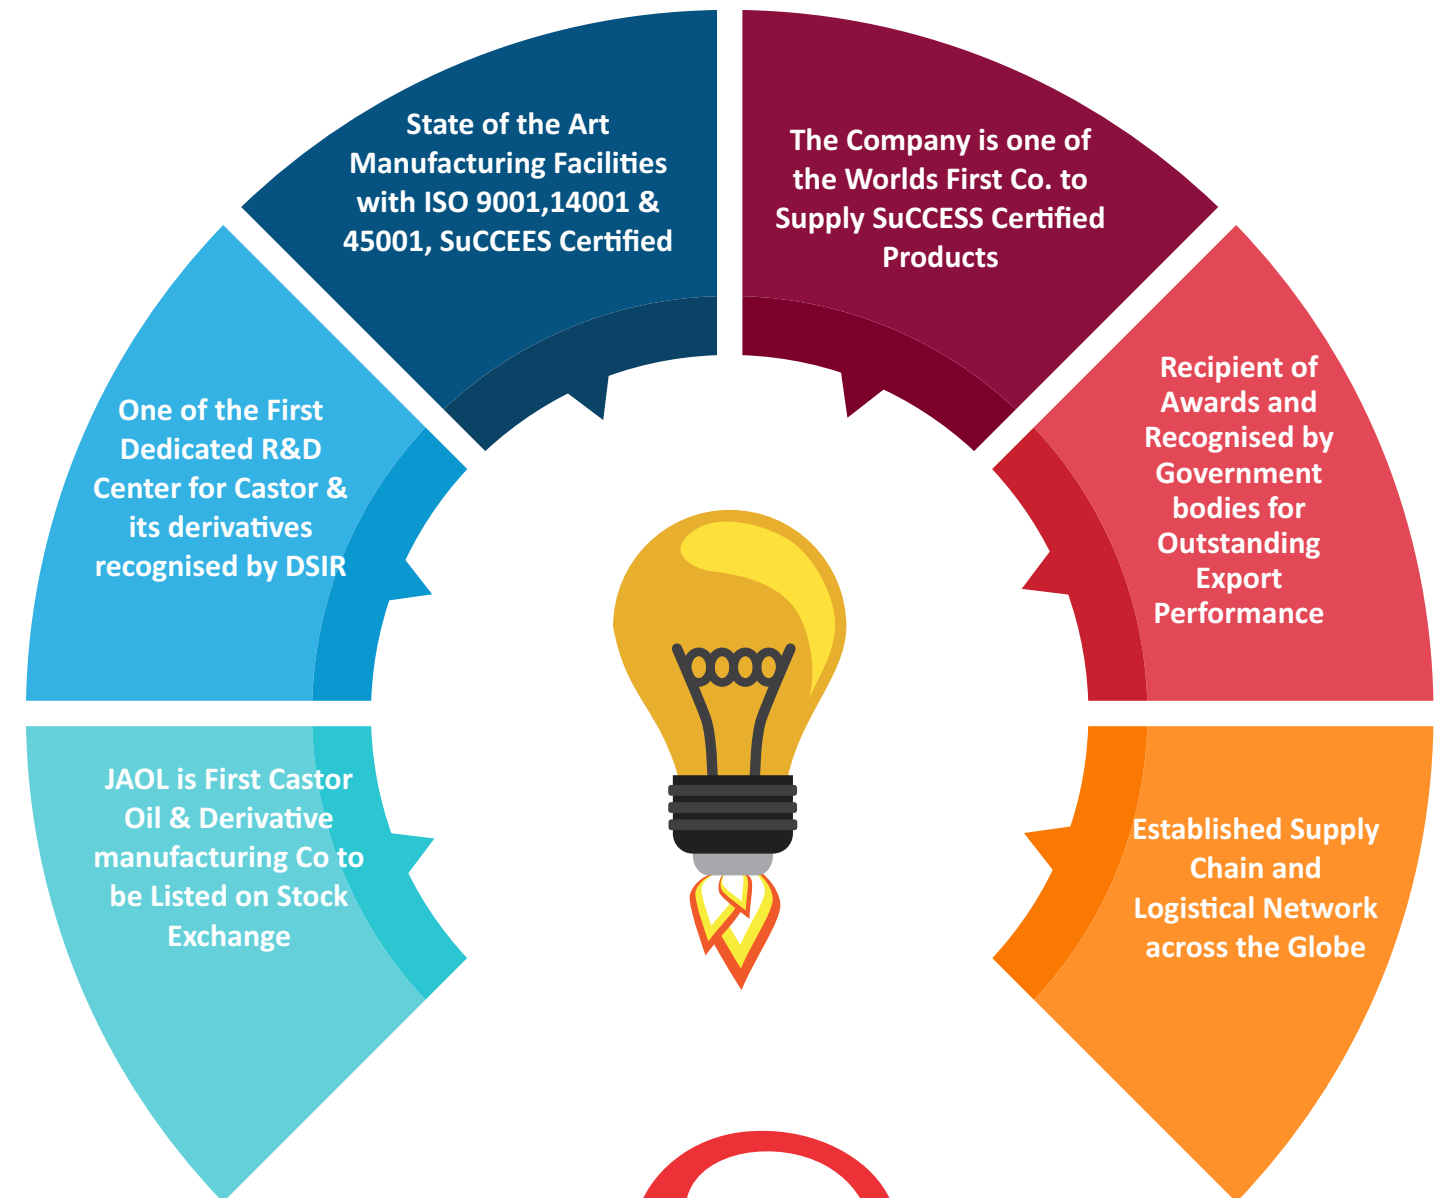 State of the Art
Manufacturing Facilities
with ISO 9001,14001 &
45001, SuCCEES Certified
The Company is one of
the Worlds First Co. to
Supply SuCCESS Certified
Products
One of the First
Dedicated R&D
Center for Castor &
its derivatives
recognised by DSIR
Recipient of
Awards and
Recognised by
Government
bodies for
Outstanding
Export
Performance
JAOL is First Castor
Oil & Derivative
manufacturing Co to
be Listed on Stock
Exchange
Established Supply
Chain and
Logistical Network
across the Globe